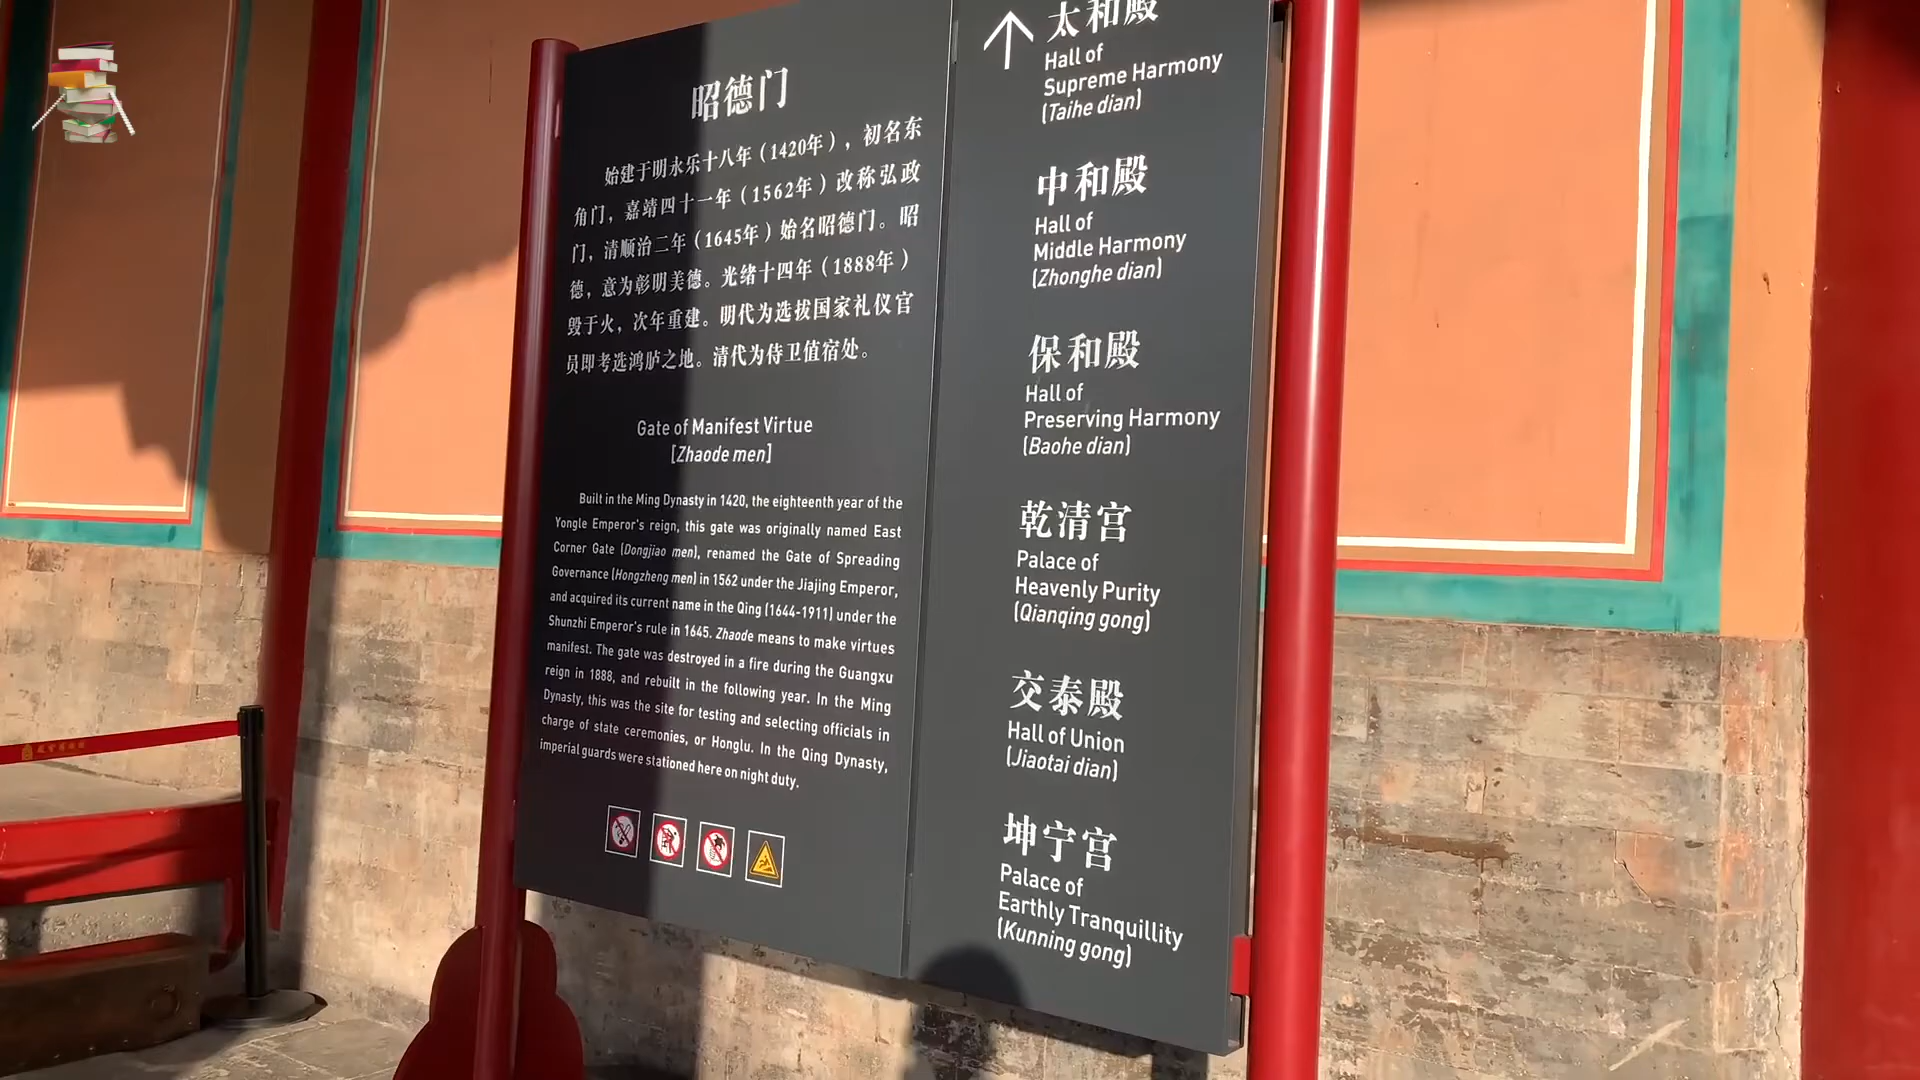 昭德门
始建于明永乐十八年（1420年），初名东
角门，嘉靖四十一年（1562年）改称弘政
门，清顺治二年（1645年）始名昭德门。昭
德，意为彰明美德。光绪十四年（1888年）
毁于火，次年重建。明代为选拔国家礼仪官
员即考选鸿胪之地。清代为侍卫值宿处。
Gate of Manifest Virtue
[Zhaode men]
Built in the Ming Dynasty in 1420, the eighteenth year of the
Yongle Emperor's reign, this gate was originally named East
Corner Gate (Dongjiao men), renamed the Gate of Spreading
Governance (Hongzheng men) in 1562 under the Jiajing Emperor,
and acquired its current name in the Qing (1644-1911) under the
Shunzhi Emperor's rule in 1645. Zhaode means to make virtues
manifest. The gate was destroyed in a fire during the Guangxu
reign in 1888, and rebuilt in the following year. In the Ming
Dynasty, this was the site for testing and selecting officials in
charge of state ceremonies, or Honglu. In the Qing Dynasty,
imperial guards were stationed here on night duty.
太和殿
Hall of
Supreme Harmony
(Taihe dian)
中和殿
Hall of
Middle Harmony
(Zhonghe dian)
保和殿
Hall of
Preserving Harmony
(Baohe dian)
乾清宫
Palace of
Heavenly Purity
(Qianqing gong)
交泰殿
Hall of Union
(Jiaotai dian)
坤宁宫
Palace of
Earthly Tranquillity
(Kunning gong)